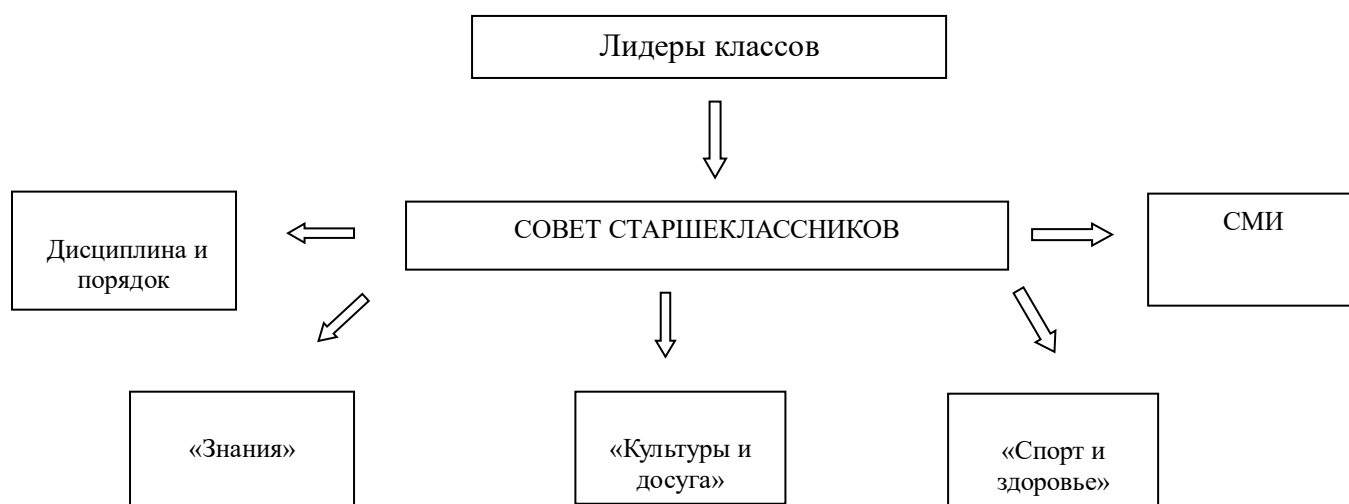 Лидеры классов
СОВЕТ СТАРШЕКЛАССНИКОВ
СМИ
Дисциплина и
порядок
«Знания»
«Культуры и
досуга»
«Спорт и
здоровье»